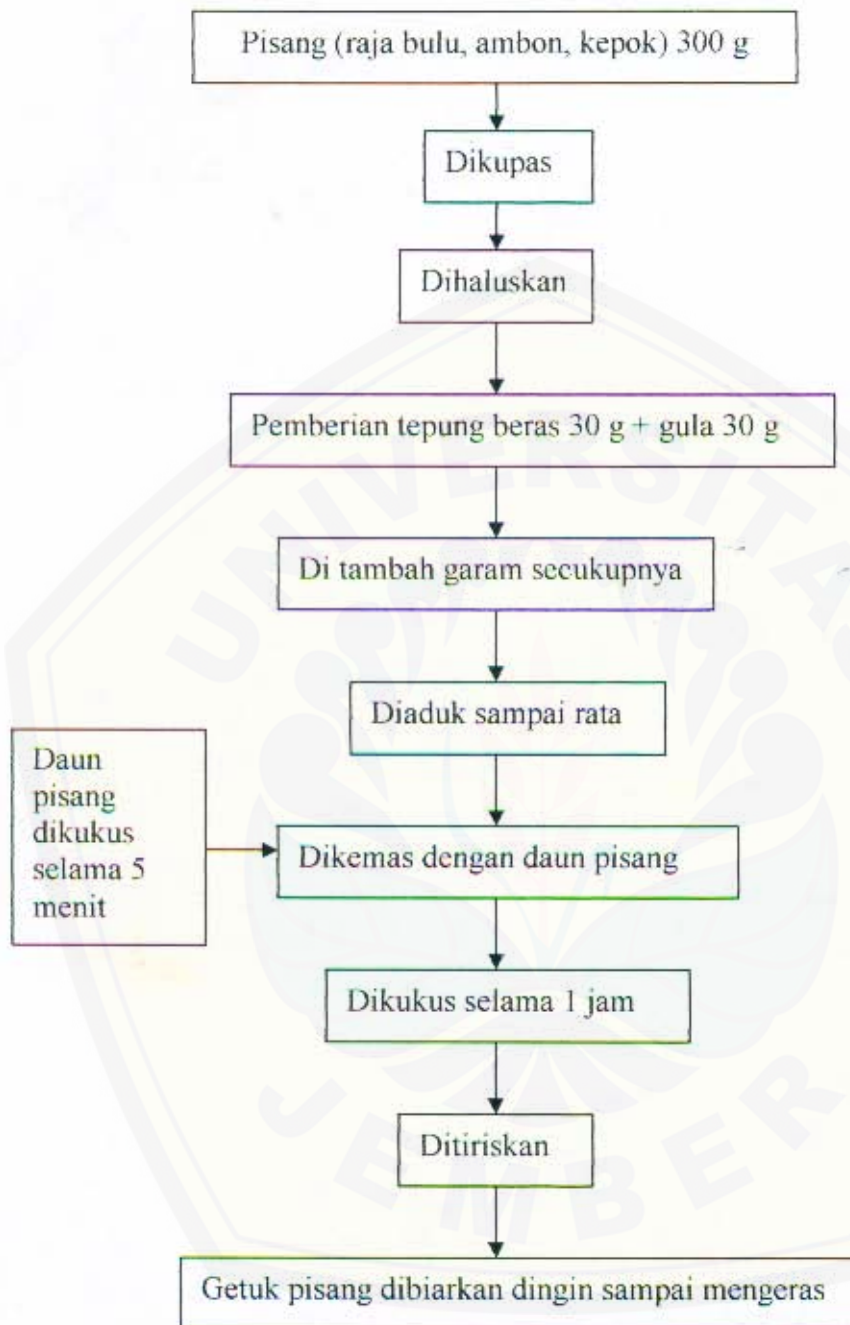 Pisang (raja bulu, ambon, kepok) 300 g
Dikupas
Dihaluskan
Pemberian tepung beras 30 g + gula 30 g
Di tambah garam secukupnya
Diaduk sampai rata
Daun
pisang
dikukus
selama 5
menit
Dikemas dengan daun pisang
Dikukus selama 1 jam
Ditiriskan
Getuk pisang dibiarkan dingin sampai mengeras
UNIVERSITAS
JEMBER